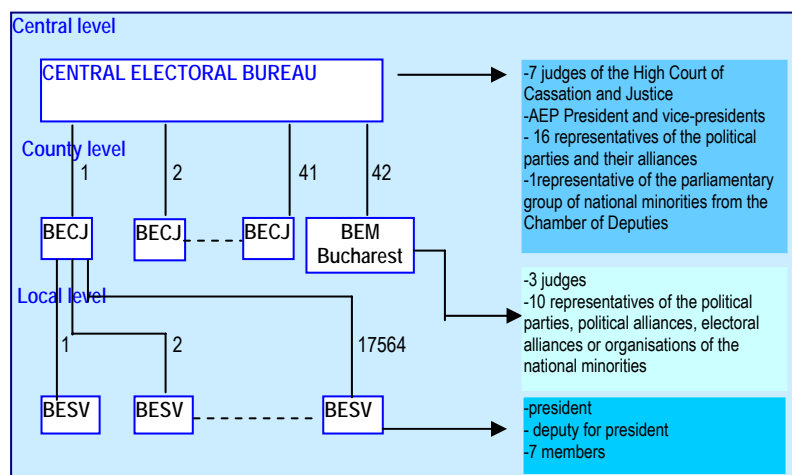 Central level
CENTRAL ELECTORAL BUREAU
-7 judges of the High Court of
Cassation and Justice
-AEP President and vice-presidents
- 16 representatives of the political
parties and their alliances
-1representative of the parliamentary
group of national minorities from the
Chamber of Deputies
County level
1
2
41
42
BECJ
BECJ
BECJ
BEM
Bucharest
-3 judges
-10 representatives of the political
parties, political alliances, electoral
alliances or organisations of the
national minorities
Local level
1
2
17564
BESV
BESV
BESV
-president
- deputy for president
-7 members